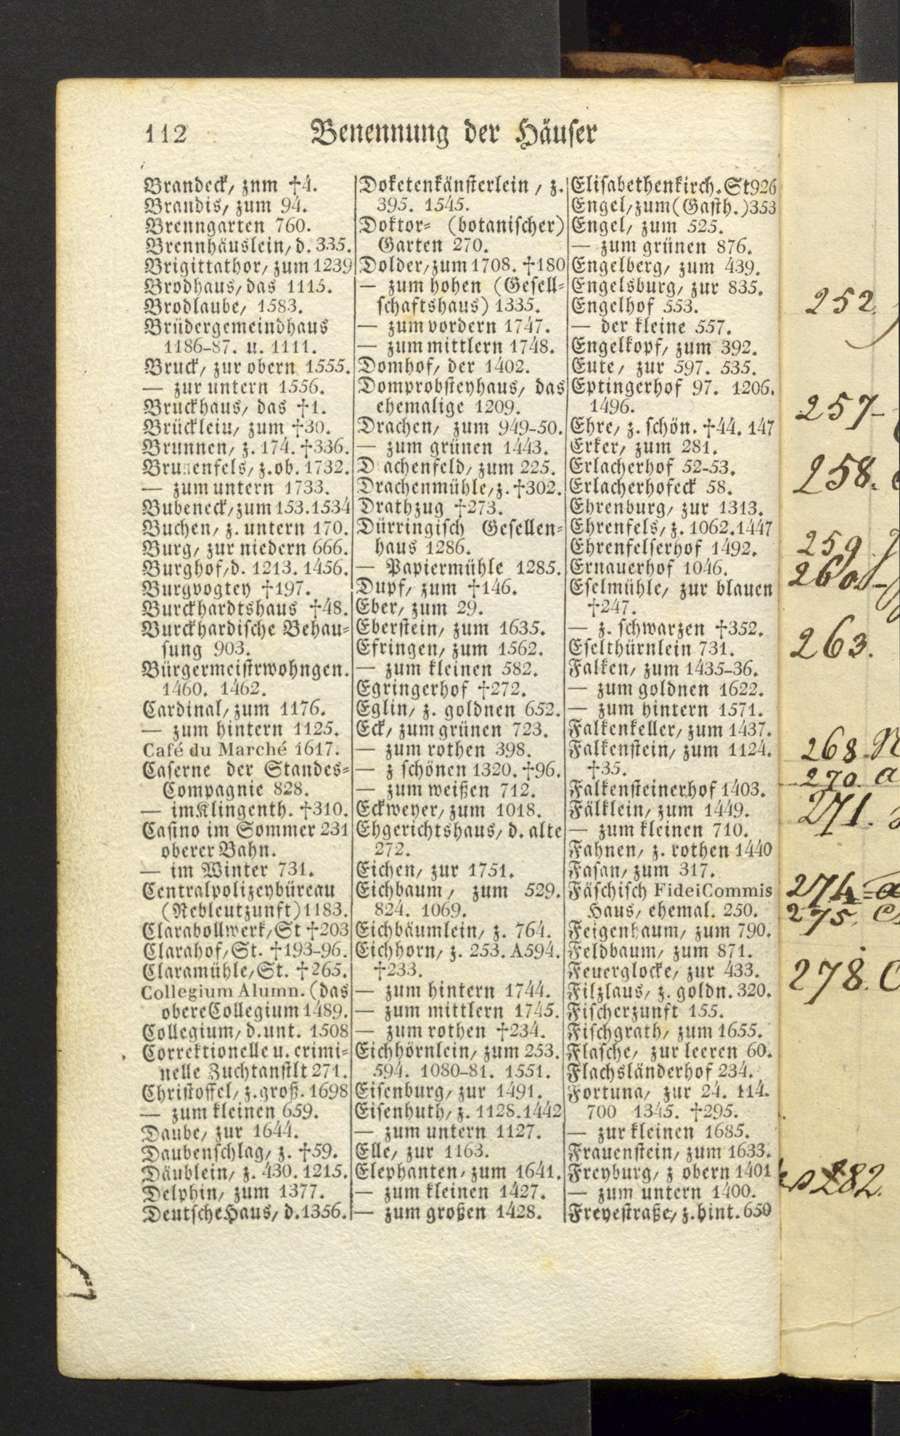 112 Benennung der Häuser
Brandeck, znm †4.
Brandis, zum 94.
Brenngarten 760.
Brennhäuslein, d. 335.
Brigittathor, zum 1239
Brodhaus, das 1115.
Brodlaube, 1583.
Brüdergemeindhaus
1186-87. u. 1111.
Bruck, zur obern 1555.
— zur untern 1556.
Bruckhaus, das †1.
Brücklein, zum †30.
Brunnen, z. 174. †336.
Brunenfels, z. ob. 1732.
— zum untern 1733.
Bubeneck, zum 153. 1534
Buchen, z. untern 170.
Burg, zur niedern 666.
Burghof, d. 1213. 1456.
Burgvogtey †197.
Burckhardtshaus †48.
Burckhardische Behau-
sung 903.
Bürgermeistrwohngen.
1460. 1462.
Cardinal, zum 1176.
— zum hintern 1125.
Café du Marché 1617.
Caserne der Standes-
Compagnie 828.
— im Klingenth. †310.
Casino im Sommer 231
oberer Bahn.
— im Winter 731.
Centralpolizeybüreau
(Rebleutzunft) 1183.
Clarabollwerk, St †203
Clarahof, St. †193-96.
Claramühle, St. †265.
Collegium Alumn. (das
obere Collegium 1489.
Collegium, d. unt. 1508
Correktionelle u. crimi-
nelle Zuchtanstlt 271.
Christoffel, z. groß. 1698
— zum kleinen 659.
Daube, zur 1644.
Daubenschlag, z. †59.
Däublein, z. 430. 1215.
Delphin, zum 1377.
Deutsche Haus, d. 1356.
Doketenkänsterlein, z.
395. 1545.
Doktor- (botanischer)
Garten 270.
Dolder, zum 1708. †180
— zum hohen (Gesell-
schaftshaus) 1335.
— zum vordern 1747.
— zum mittlern 1748.
Domhof, der 1402.
Domprobsteyhaus, das
ehemalige 1209.
Drachen, zum 949-50.
— zum grünen 1443.
D achenfeld, zum 225.
Drachenmühle, z. †302.
Drathzug †273.
Dürringisch Gesellen-
haus 1286.
— Papiermühle 1285.
Dupf, zum †146.
Eber, zum 29.
Eberstein, zum 1635.
Efringen, zum 1562.
— zum kleinen 582.
Egringerhof †272.
Eglin, z. goldnen 652.
Eck, zum grünen 723.
— zum rothen 398.
— z schönen 1320. †96.
— zum weißen 712.
Eckweyer, zum 1018.
Ehgerichtshaus, d. alte
272.
Eichen, zur 1751.
Eichbaum, zum 529.
824. 1069.
Eichbäumlein, z. 764.
Eichhorn, z. 253. A594.
†233.
— zum hintern 1744.
— zum mittlern 1745.
— zum rothen †234.
Eichhörnlein, zum 253.
594. 1080-81. 1551.
Eisenburg, zur 1491.
Eisenhuth, z. 1128. 1442
— zum untern 1127.
Elle, zur 1163.
Elephanten, zum 1641.
— zum kleinen 1427.
— zum großen 1428.
Elisabethenkirch. St 926
Engel, zum (Gasth.) 353
Engel, zum 525.
— zum grünen 876.
Engelberg, zum 439.
Engelsburg, zur 835.
Engelhof 553.
— der kleine 557.
Engelkopf, zum 392.
Eute, zur 597. 535.
Eptingerhof 97. 1206.
1496.
Ehre, z. schön. †44. 147
Erker, zum 281.
Erlacherhof 52-53.
Erlacherhofeck 58.
Ehrenburg, zur 1313.
Ehrenfels, z. 1062. 1447
Ehrenfelserhof 1492.
Ernauerhof 1046.
Eselmühle, zur blauen
†247.
— z. schwarzen †352.
Eselthürnlein 731.
Falken, zum 1435-36.
— zum goldnen 1622.
— zum hintern 1571.
Falkenkeller, zum 1437.
Falkenstein, zum 1124.
†35.
Falkensteinerhof 1403.
Fälklein, zum 1449.
— zum kleinen 710.
Fahnen, z. rothen 1440
Fasan, zum 317.
Fäschisch FideiCommis
Haus, ehemal. 250.
Feigenbaum, zum 790.
Feldbaum, zum 871.
Feuerglocke, zur 433.
Filzlaus, z. goldn. 320.
Fischerzunft 155.
Fischgrath, zum 1655.
Flasche, zur leeren 60.
Flachsländerhof 234.
Fortuna, zur 24. 114.
700 1345. †295.
— zur kleinen 1685.
Frauenstein, zum 1633.
Freyburg, z obern 1401
— zum untern 1400.
Freyestraße, z. hint. 650
252
257-
258.
259
260
263.
268
270 a
271.
274
275
278. C
282.